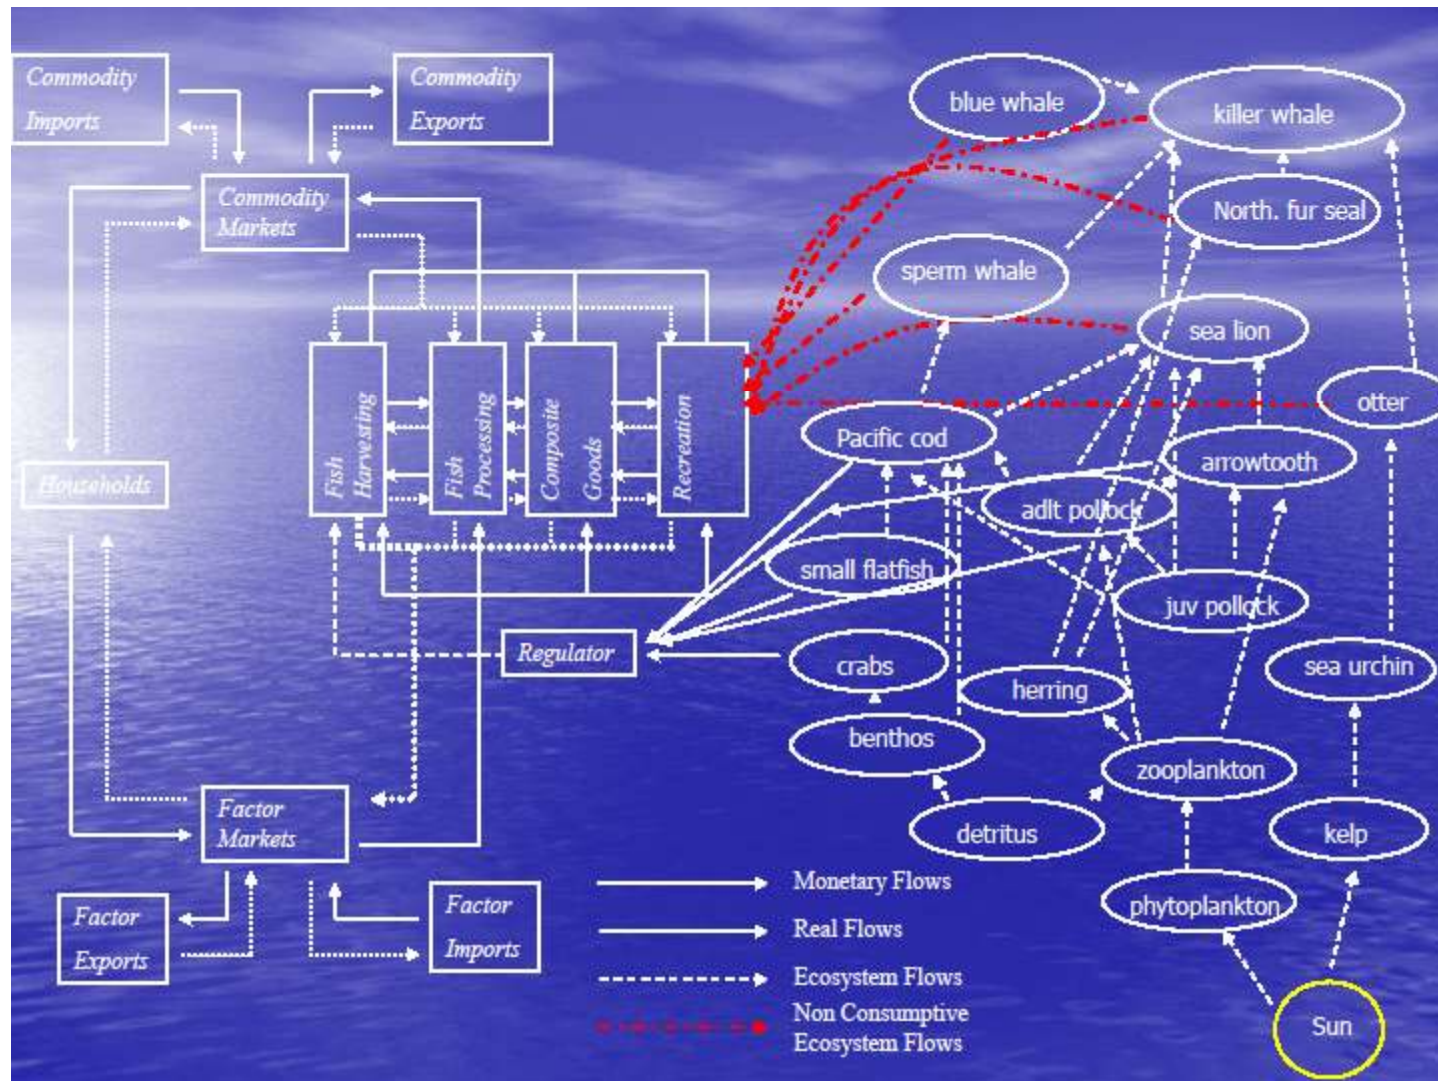 Commodity
Imports
Commodity
Exports
Commodity
Markets
Households
Fish
Harvesting
Fish
Processing
Composite
Goods
Recreation
Regulator
Factor
Markets
Factor
Exports
Factor
Imports
blue whale
killer whale
North. fur seal
sperm whale
sea lion
otter
Pacific cod
arrowtooth
adlt pollock
small flatfish
juv pollock
crabs
herring
sea urchin
benthos
zooplankton
detritus
kelp
phytoplankton
Sun
Monetary Flows
Real Flows
Ecosystem Flows
Non Consumptive
Ecosystem Flows